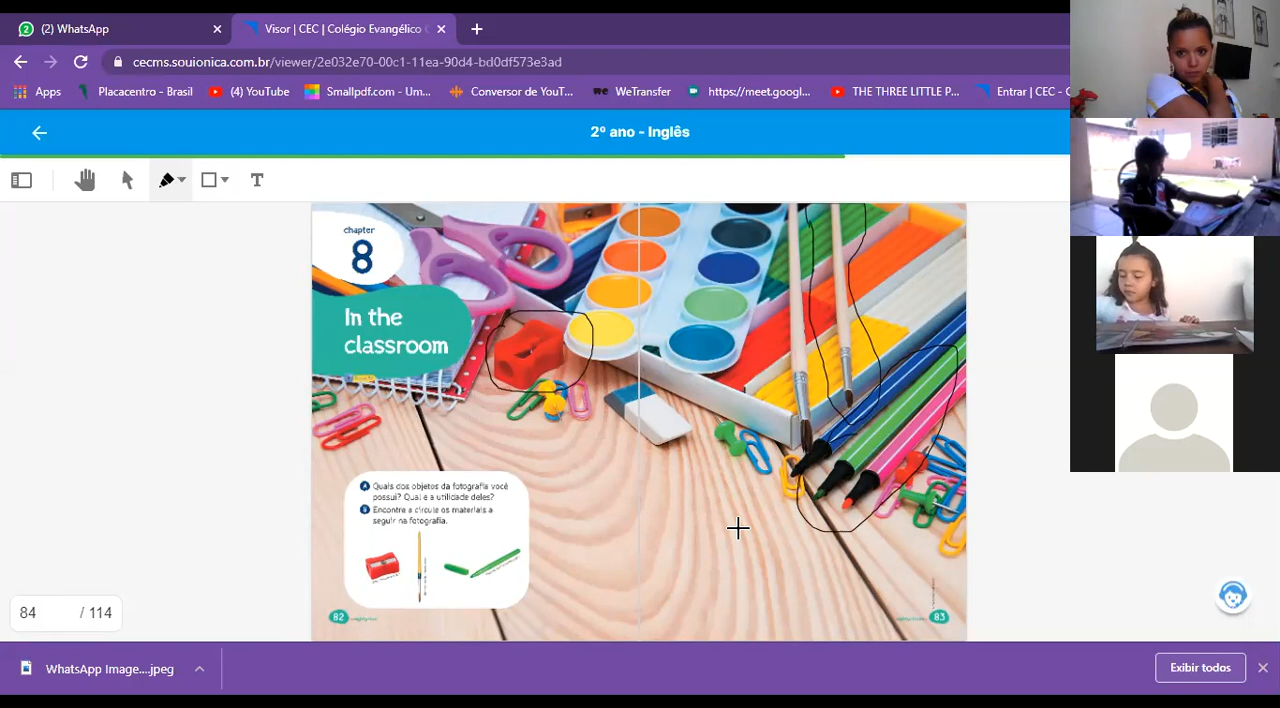 (2) WhatsApp
Visor | CEC | Colégio Evangélico
cecms.souionica.com.br/viewer/2e032e70-00c1-11ea-90d4-bd0df573e3ad
Apps
Placacentro - Brasil
(4) YouTube
Smallpdf.com - Um...
Conversor de YouT...
WeTransfer
https://meet.googl...
THE THREE LITTLE P...
Entrar | CEC - C
2º ano - Inglês
T
chapter
8
In the
classroom
A Quais dos objetos da fotografia você
possui? Qual é a utilidade deles?
B Encontre a circule os materiais a
seguir na fotografia.
82
83
84 / 114
WhatsApp Image....jpeg
Exibir todos